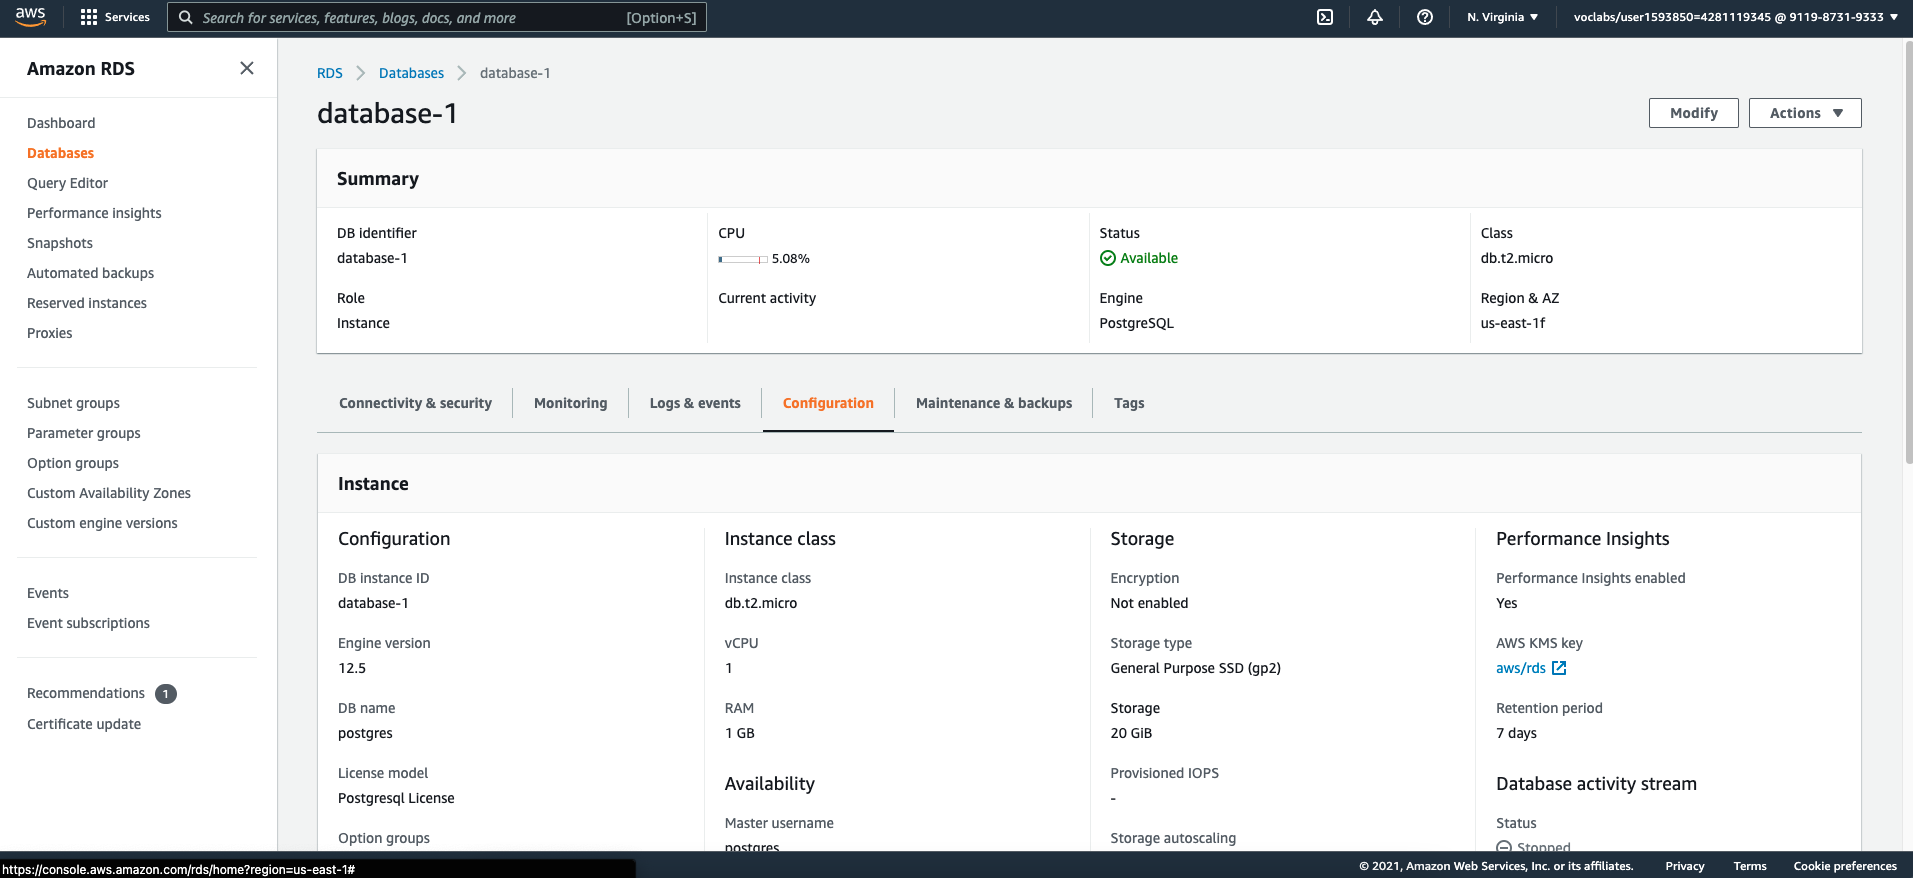 aws
Services
Search for services, features, blogs, docs, and more
[Option+S]
N. Virginia ▼
voclabs/user1593850=4281119345 @ 9119-8731-9333 ▼
Amazon RDS
Dashboard
Databases
Query Editor
Performance insights
Snapshots
Automated backups
Reserved instances
Proxies
Subnet groups
Parameter groups
Option groups
Custom Availability Zones
Custom engine versions
Events
Event subscriptions
Recommendations 1
Certificate update
RDS > Databases > database-1
database-1
Modify
Actions ▼
Summary
DB identifier
database-1
CPU
5.08%
Status
Available
Class
db.t2.micro
Role
Instance
Current activity
Engine
PostgreSQL
Region & AZ
us-east-1f
Connectivity & security
Monitoring
Logs & events
Configuration
Maintenance & backups
Tags
Instance
Configuration
DB instance ID
database-1
Engine version
12.5
DB name
postgres
License model
Postgresql License
Option groups
Instance class
Instance class
db.t2.micro
vCPU
1
RAM
1 GB
Availability
Master username
postgres
Storage
Encryption
Not enabled
Storage type
General Purpose SSD (gp2)
Storage
20 GiB
Provisioned IOPS
-
Storage autoscaling
Performance Insights
Performance Insights enabled
Yes
AWS KMS key
aws/rds
Retention period
7 days
Database activity stream
Status
Stopped
https://console.aws.amazon.com/rds/home?region=us-east-1#
© 2021, Amazon Web Services, Inc. or its affiliates.
Privacy
Terms
Cookie preferences